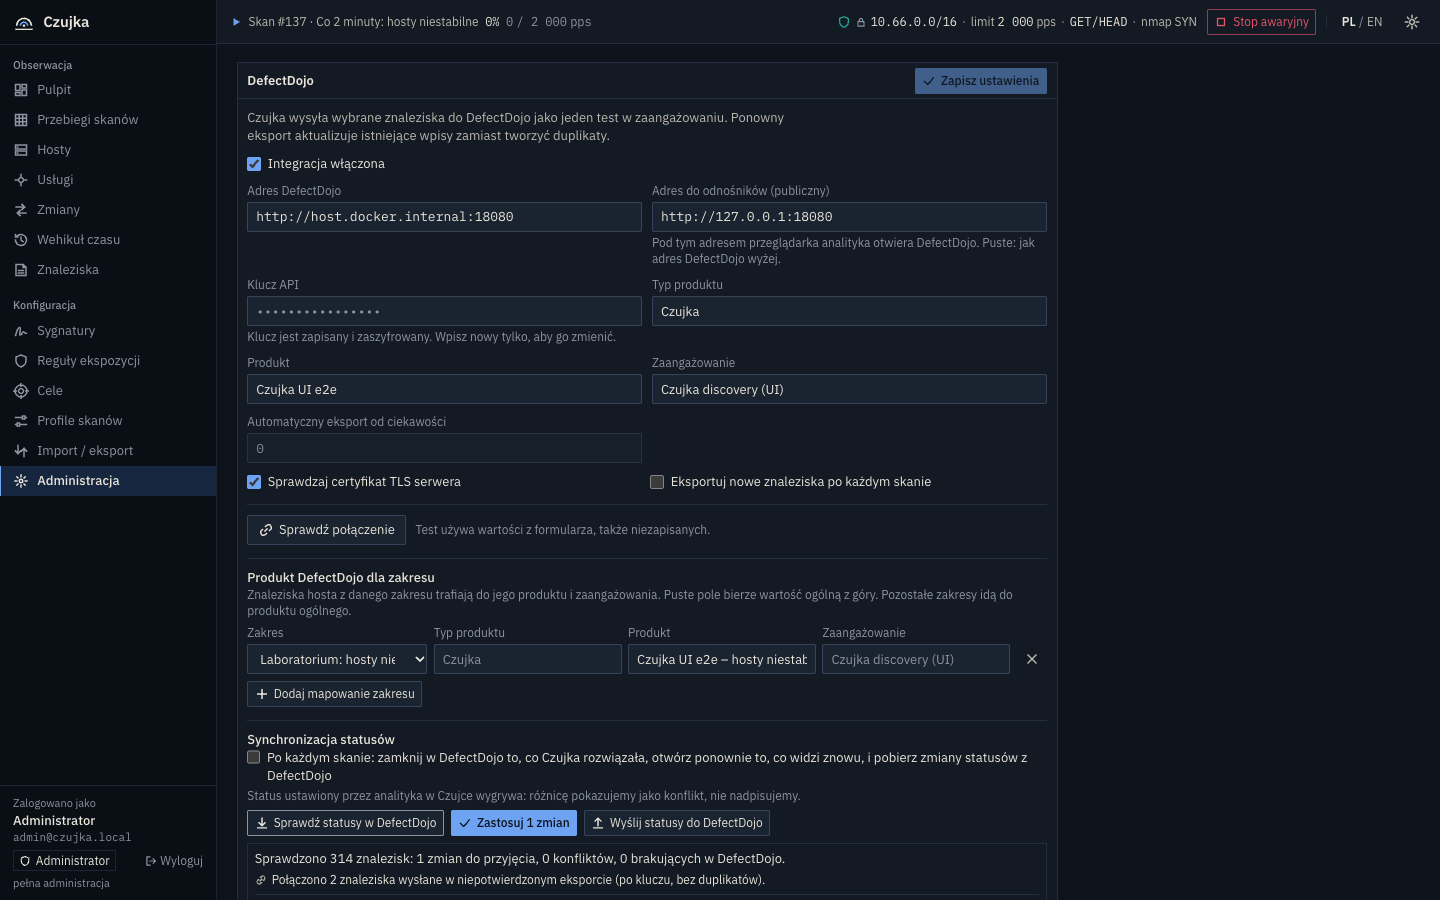 Czujka
Skan #137 · Co 2 minuty: hosty niestabilne 0% 0 / 2 000 pps
10.66.0.0/16 · limit 2 000 pps · GET/HEAD · nmap SYN
Stop awaryjny
PL / EN
Obserwacja
Pulpit
Przebiegi skanów
Hosty
Usługi
Zmiany
Wehikuł czasu
Znaleziska
Konfiguracja
Sygnatury
Reguły ekspozycji
Cele
Profile skanów
Import / eksport
Administracja
Zalogowano jako
Administrator
admin@czujka.local
Administrator
Wyloguj
pełna administracja
DefectDojo
Zapisz ustawienia
Czujka wysyła wybrane znaleziska do DefectDojo jako jeden test w zaangażowaniu. Ponowny
eksport aktualizuje istniejące wpisy zamiast tworzyć duplikaty.
Integracja włączona
Adres DefectDojo
http://host.docker.internal:18080
Adres do odnośników (publiczny)
http://127.0.0.1:18080
Pod tym adresem przeglądarka analityka otwiera DefectDojo. Puste: jak
adres DefectDojo wyżej.
Klucz API
••••••••••••••••
Klucz jest zapisany i zaszyfrowany. Wpisz nowy tylko, aby go zmienić.
Typ produktu
Czujka
Produkt
Czujka UI e2e
Zaangażowanie
Czujka discovery (UI)
Automatyczny eksport od ciekawości
0
Sprawdzaj certyfikat TLS serwera
Eksportuj nowe znaleziska po każdym skanie
Sprawdź połączenie
Test używa wartości z formularza, także niezapisanych.
Produkt DefectDojo dla zakresu
Znaleziska hosta z danego zakresu trafiają do jego produktu i zaangażowania. Puste pole bierze wartość ogólną z góry. Pozostałe zakresy idą do
produktu ogólnego.
Zakres
Typ produktu
Produkt
Zaangażowanie
Laboratorium: hosty nie
Czujka
Czujka UI e2e – hosty niestab
Czujka discovery (UI)
Dodaj mapowanie zakresu
Synchronizacja statusów
Po każdym skanie: zamknij w DefectDojo to, co Czujka rozwiązała, otwórz ponownie to, co widzi znowu, i pobierz zmiany statusów z
DefectDojo
Status ustawiony przez analityka w Czujce wygrywa: różnicę pokazujemy jako konflikt, nie nadpisujemy.
Sprawdź statusy w DefectDojo
Zastosuj 1 zmian
Wyślij statusy do DefectDojo
Sprawdzono 314 znalezisk: 1 zmian do przyjęcia, 0 konfliktów, 0 brakujących w DefectDojo.
Połączono 2 znaleziska wysłane w niepotwierdzonym eksporcie (po kluczu, bez duplikatów).